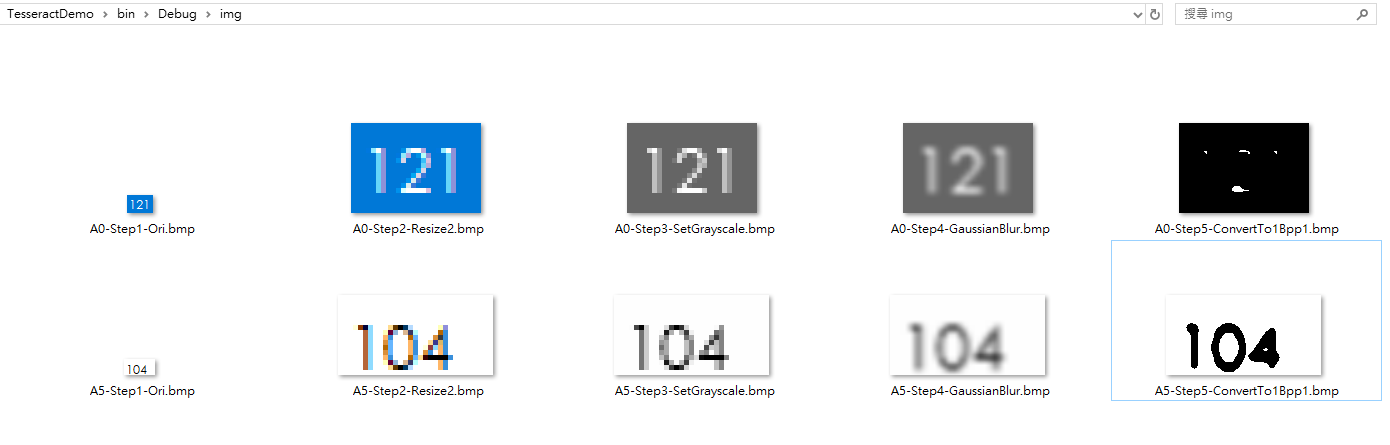 TesseractDemo > bin > Debug > img
搜尋 img
121
121
121
121
A0-Step1-Ori.bmp
A0-Step2-Resize2.bmp
A0-Step3-SetGrayscale.bmp
A0-Step4-GaussianBlur.bmp
A0-Step5-ConvertTo1Bpp1.bmp
104
104
104
104
104
A5-Step1-Ori.bmp
A5-Step2-Resize2.bmp
A5-Step3-SetGrayscale.bmp
A5-Step4-GaussianBlur.bmp
A5-Step5-ConvertTo1Bpp1.bmp